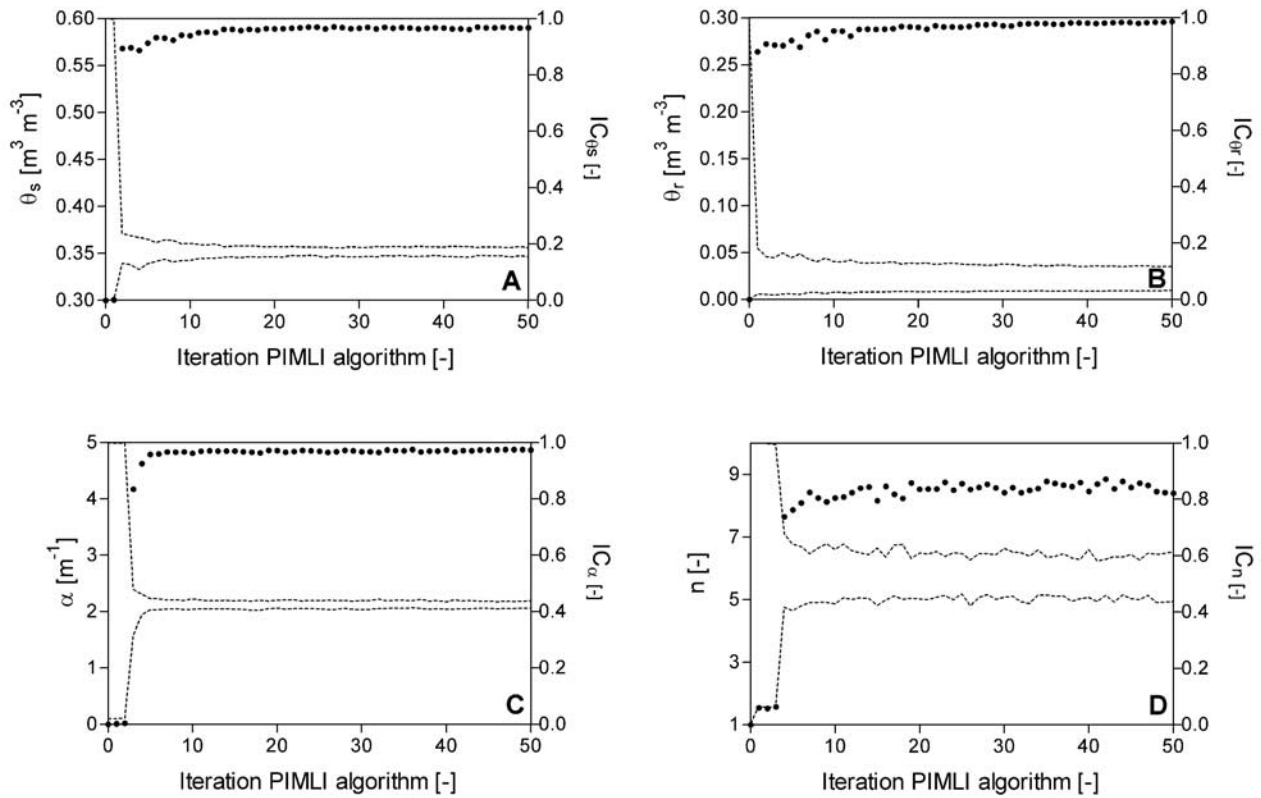 0.60
0.55
0.50
0.45
0.40
0.35
0.30
θs [m3 m-3]
1.0
0.8
0.6
0.4
0.2
0.0
ICθs [-]
A
0 10 20 30 40 50
Iteration PIMLI algorithm [-]
0.30
0.25
0.20
0.15
0.10
0.05
0.00
θr [m3 m-3]
1.0
0.8
0.6
0.4
0.2
0.0
ICθr [-]
B
0 10 20 30 40 50
Iteration PIMLI algorithm [-]
5
4
3
2
1
0
α [m-1]
1.0
0.8
0.6
0.4
0.2
0.0
ICα [-]
C
0 10 20 30 40 50
Iteration PIMLI algorithm [-]
9
7
5
3
1
n [-]
1.0
0.8
0.6
0.4
0.2
0.0
ICn [-]
D
0 10 20 30 40 50
Iteration PIMLI algorithm [-]